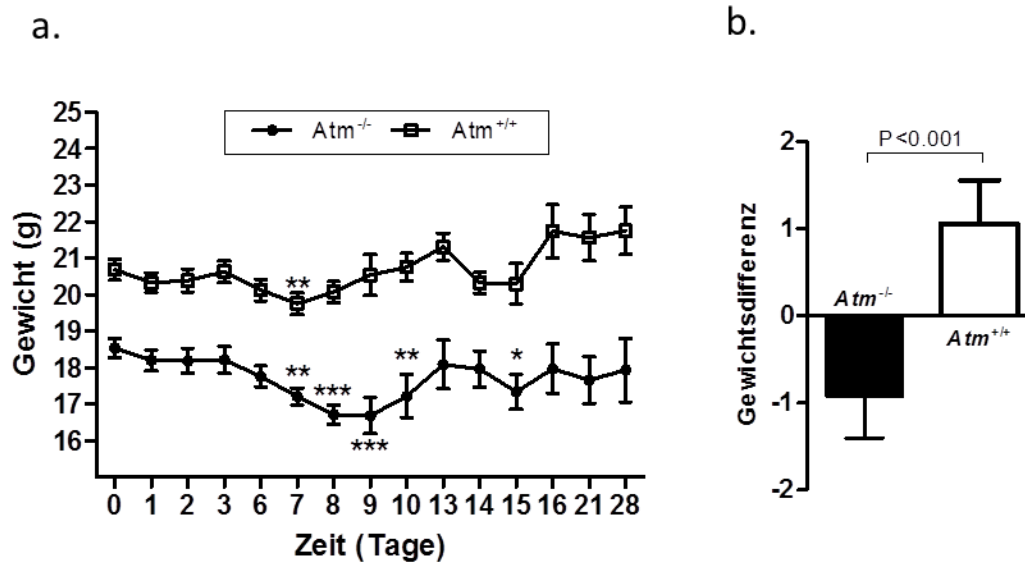 a.
25
24
23
22
21
20
19
18
17
16
Gewicht (g)
Atm-/- Atm+/+
**
** *** *** ** *
0 1 2 3 6 7 8 9 10 13 14 15 16 21 28
Zeit (Tage)
b.
P<0.001
2
1
0
-1
-2
Gewichtsdifferenz
Atm-/-
Atm+/+